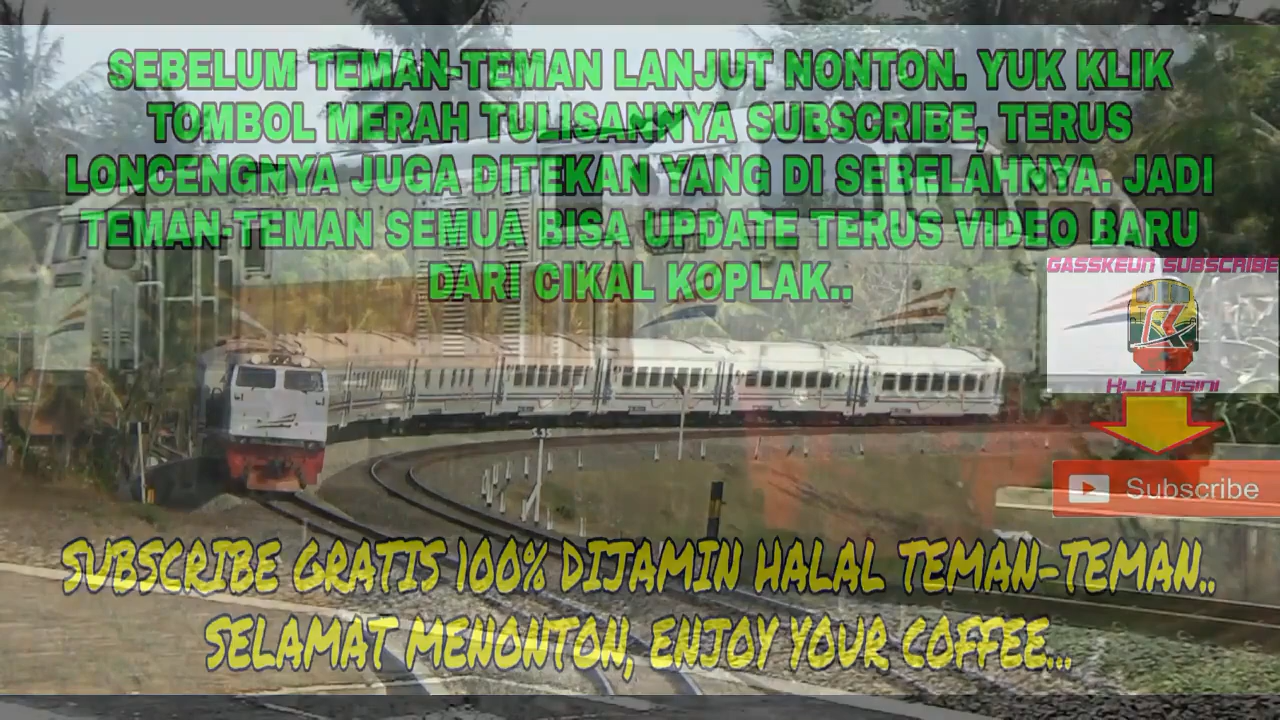 SEBELUM TEMAN-TEMAN LANJUT NONTON. YUK KLIK
TOMBOL MERAH TULISANNYA SUBSCRIBE, TERUS
LONCENGNYA JUGA DITEKAN YANG DI SEBELAHNYA. JADI
TEMAN-TEMAN SEMUA BISA UPDATE TERUS VIDEO BARU
DARI CIKAL KOPLAK..
GASSKEUN SUBSCRIBE
KLIK DISINI
Subscribe
SUBSCRIBE GRATIS 100% DIJAMIN HALAL TEMAN-TEMAN..
SELAMAT MENONTON, ENJOY YOUR COFFEE...